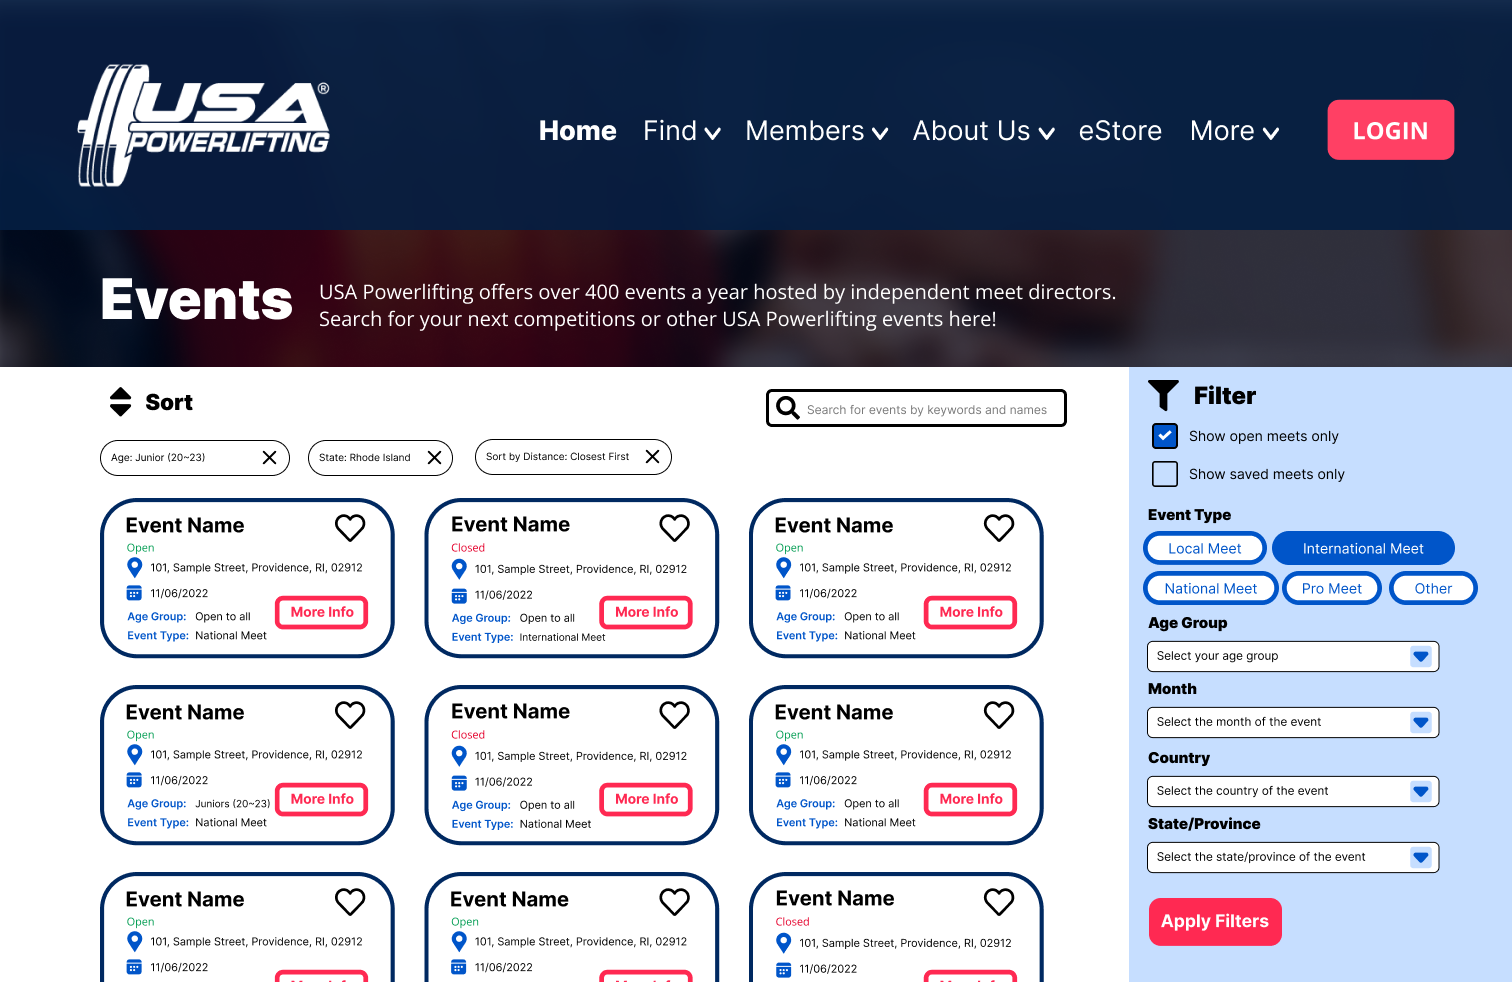 USA®
POWERLIFTING
Home Find Members About Us eStore More LOGIN
Events
USA Powerlifting offers over 400 events a year hosted by independent meet directors.
Search for your next competitions or other USA Powerlifting events here!
Sort
Search for events by keywords and names
Age: Junior (20~23)
State: Rhode Island
Sort by Distance: Closest First
Event Name
Open
101, Sample Street, Providence, RI, 02912
11/06/2022
Age Group: Open to all
Event Type: National Meet
More Info
Event Name
Closed
101, Sample Street, Providence, RI, 02912
11/06/2022
Age Group: Open to all
Event Type: International Meet
More Info
Event Name
Open
101, Sample Street, Providence, RI, 02912
11/06/2022
Age Group: Open to all
Event Type: National Meet
More Info
Event Name
Open
101, Sample Street, Providence, RI, 02912
11/06/2022
Age Group: Juniors (20~23)
Event Type: National Meet
More Info
Event Name
Closed
101, Sample Street, Providence, RI, 02912
11/06/2022
Age Group: Open to all
Event Type: National Meet
More Info
Event Name
Open
101, Sample Street, Providence, RI, 02912
11/06/2022
Age Group: Open to all
Event Type: National Meet
More Info
Event Name
Open
101, Sample Street, Providence, RI, 02912
11/06/2022
Event Name
Open
101, Sample Street, Providence, RI, 02912
11/06/2022
Event Name
Closed
101, Sample Street, Providence, RI, 02912
11/06/2022
Filter
Show open meets only
Show saved meets only
Event Type
Local Meet
International Meet
National Meet
Pro Meet
Other
Age Group
Select your age group
Month
Select the month of the event
Country
Select the country of the event
State/Province
Select the state/province of the event
Apply Filters